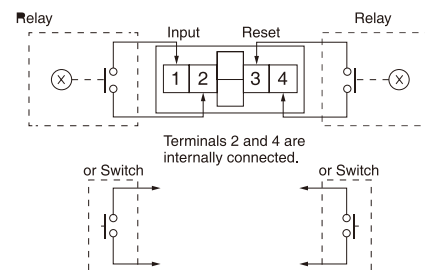 Relay
Relay
Input
Reset
X
1 2 3 4
X
Terminals 2 and 4 are
internally connected.
or Switch
or Switch